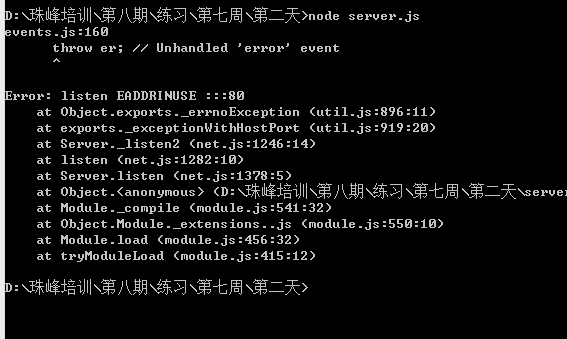 D:\珠峰培训\第八期\练习\第七周\第二天>node server.js
events.js:160
      throw er; // Unhandled 'error' event
      ^

Error: listen EADDRINUSE :::80
    at Object.exports._errnoException (util.js:896:11)
    at exports._exceptionWithHostPort (util.js:919:20)
    at Server._listen2 (net.js:1246:14)
    at listen (net.js:1282:10)
    at Server.listen (net.js:1378:5)
    at Object.<anonymous> (D:\珠峰培训\第八期\练习\第七周\第二天\server
    at Module._compile (module.js:541:32)
    at Object.Module._extensions..js (module.js:550:10)
    at Module.load (module.js:456:32)
    at tryModuleLoad (module.js:415:12)

D:\珠峰培训\第八期\练习\第七周\第二天>